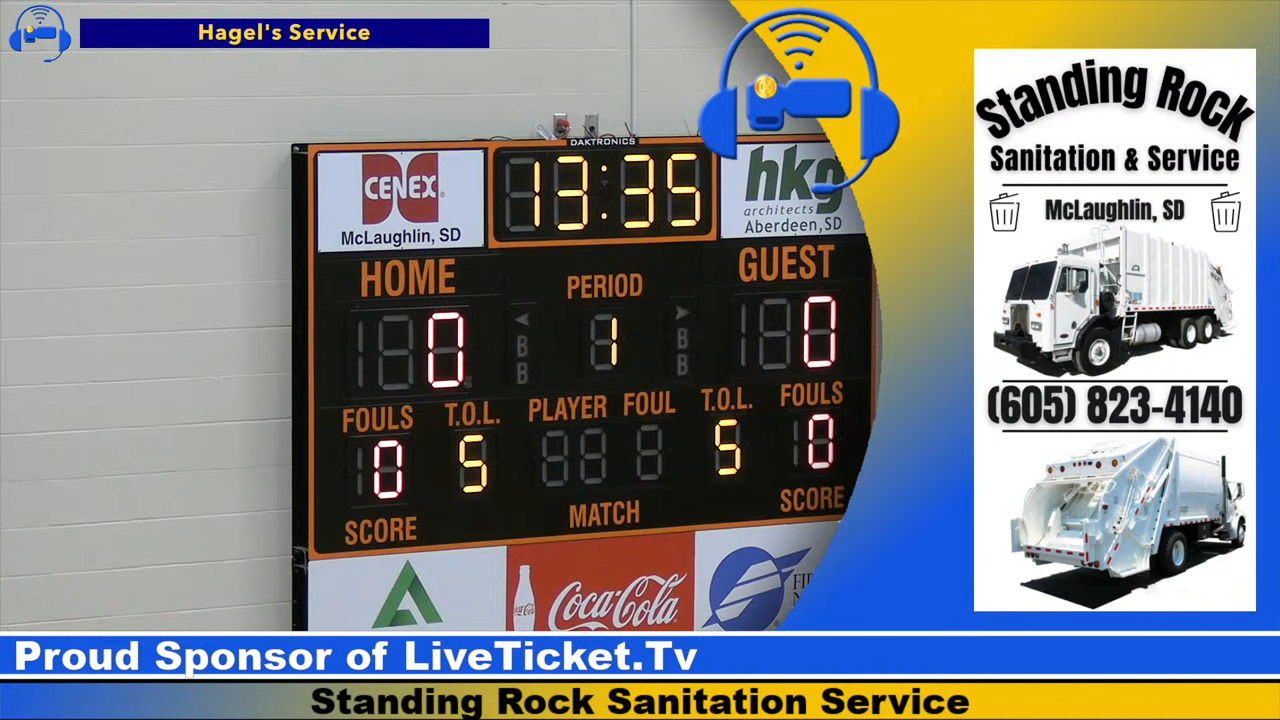 Hagel's Service
DAKTRONICS
CENEX
McLaughlin, SD
13:35
hkg
architects
Aberdeen, SD
HOME
PERIOD
GUEST
0
1
0
B
B
B
B
FOULS
T.O.L.
PLAYER
FOUL
T.O.L.
FOULS
0
5
5
0
SCORE
MATCH
SCORE
Coca-Cola
Standing Rock
Sanitation & Service
McLaughlin, SD
(605) 823-4140
Proud Sponsor of LiveTicket.Tv
Standing Rock Sanitation Service